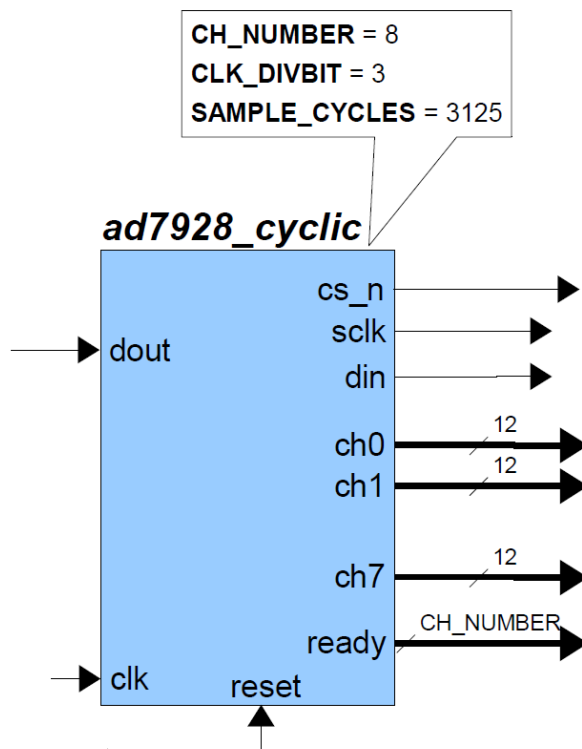 CH_NUMBER = 8
CLK_DIVBIT = 3
SAMPLE_CYCLES = 3125
ad7928_cyclic
cs_n
sclk
dout
din
12
ch0
12
ch1
12
ch7
CH_NUMBER
ready
clk
reset